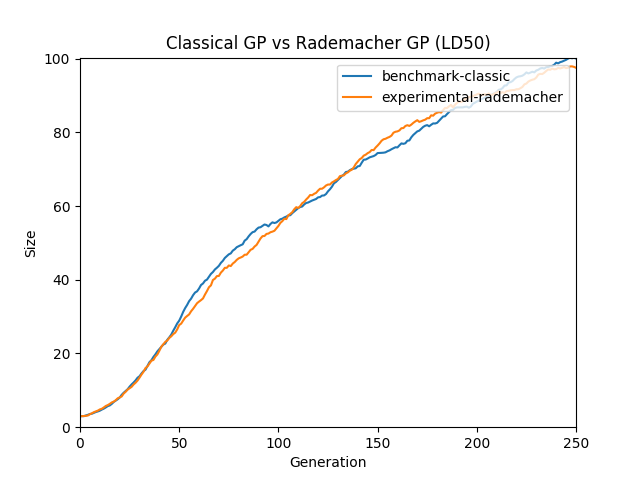 Classical GP vs Rademacher GP (LD50)
benchmark-classic
experimental-rademacher
100
80
60
40
20
0
Size
0 50 100 150 200 250
Generation